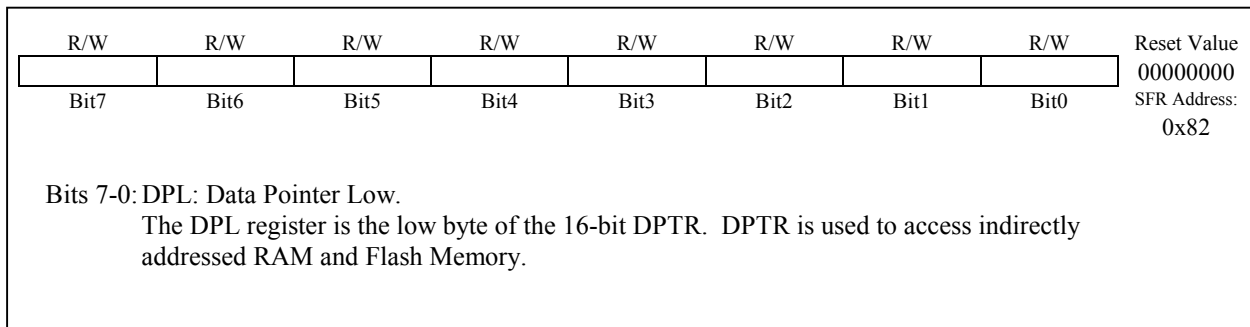 R/W R/W R/W R/W R/W R/W R/W R/W Reset Value
00000000
Bit7 Bit6 Bit5 Bit4 Bit3 Bit2 Bit1 Bit0 SFR Address:
0x82
Bits 7-0: DPL: Data Pointer Low.
The DPL register is the low byte of the 16-bit DPTR. DPTR is used to access indirectly
addressed RAM and Flash Memory.